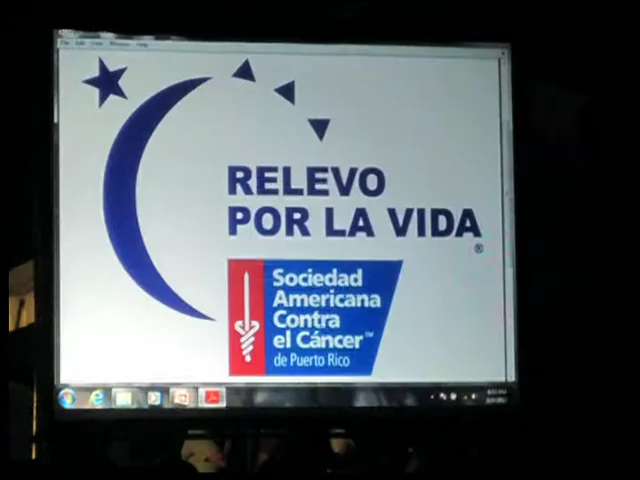 RELEVO
POR LA VIDA
®
Sociedad
Americana
Contra
el Cáncer™
de Puerto Rico